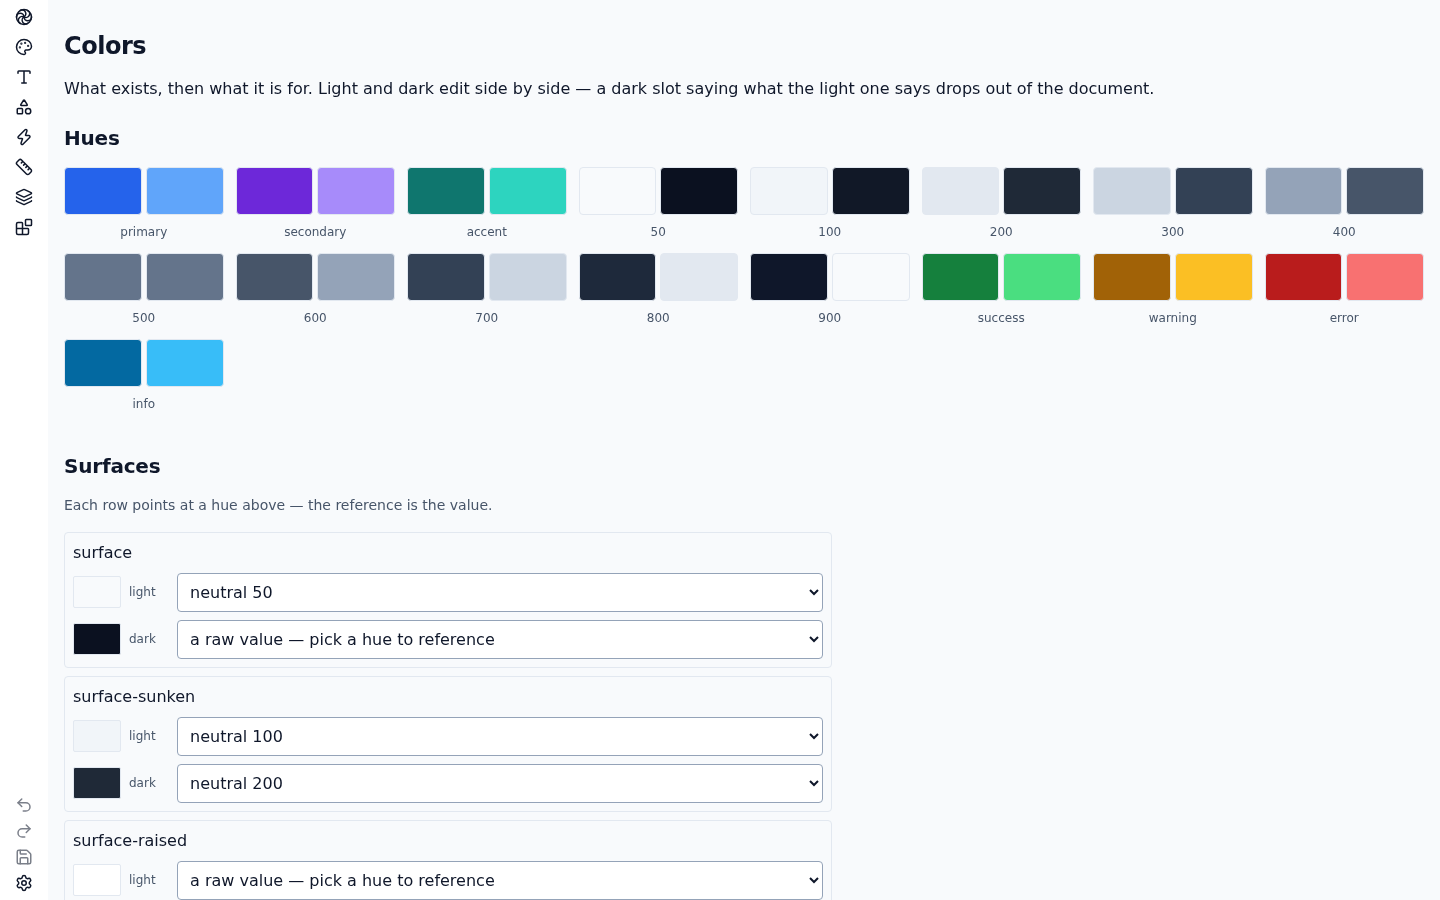 Colors
What exists, then what it is for. Light and dark edit side by side — a dark slot saying what the light one says drops out of the document.
Hues
primary secondary accent 50 100 200 300 400
500 600 700 800 900 success warning error
info
Surfaces
Each row points at a hue above — the reference is the value.
surface
light neutral 50
dark a raw value — pick a hue to reference
surface-sunken
light neutral 100
dark neutral 200
surface-raised
light a raw value — pick a hue to reference